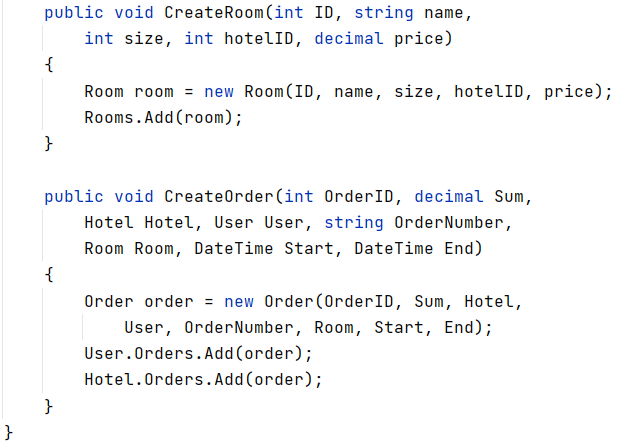 public void CreateRoom(int ID, string name,
int size, int hotelID, decimal price)
{
Room room = new Room(ID, name, size, hotelID, price);
Rooms.Add(room);
}
public void CreateOrder(int OrderID, decimal Sum,
Hotel Hotel, User User, string OrderNumber,
Room Room, DateTime Start, DateTime End)
{
Order order = new Order(OrderID, Sum, Hotel,
User, OrderNumber, Room, Start, End);
User.Orders.Add(order);
Hotel.Orders.Add(order);
}
}